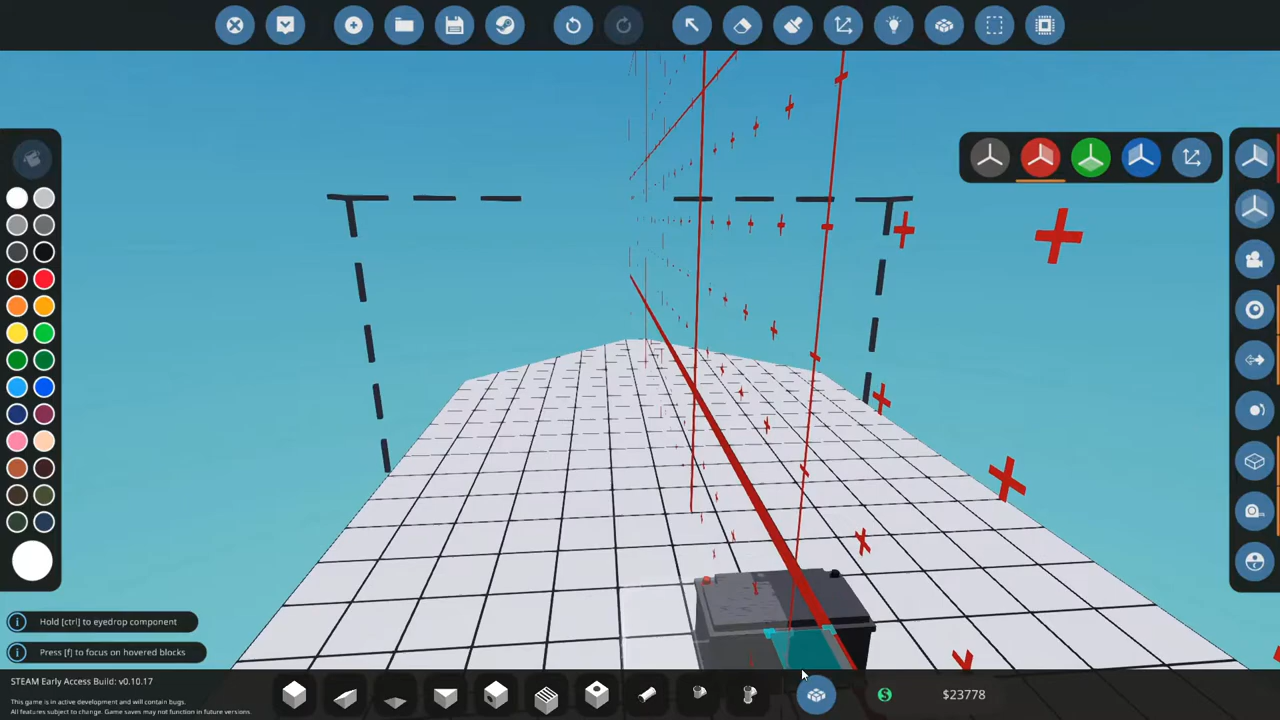 Hold [ctrl] to eyedrop component
Press [f] to focus on hovered blocks
STEAM Early Access Build: v0.10.17
This game is in active development and will contain bugs.
All features subject to change. Game saves may not function in future versions.
$23778